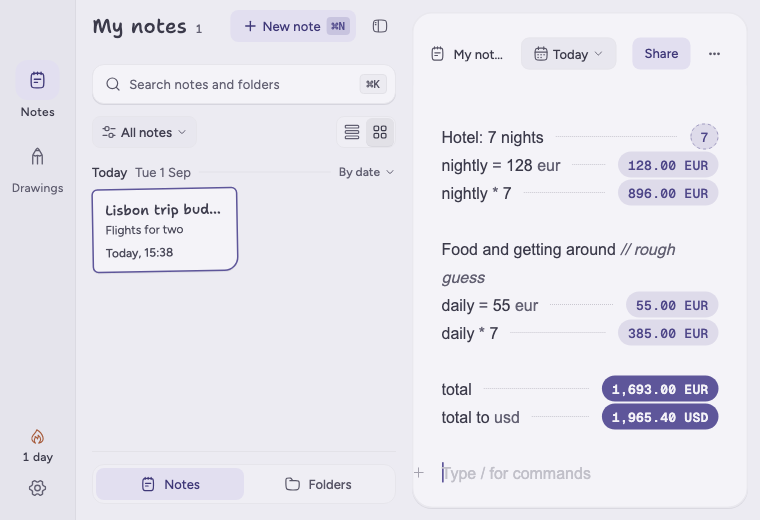 Notes
Drawings
1 day
My notes 1
New note ⌘N
Search notes and folders ⌘K
All notes
Today Tue 1 Sep
By date
Lisbon trip bud...
Flights for two
Today, 15:38
Notes
Folders
My not...
Today
Share
Hotel: 7 nights 7
nightly = 128 eur 128.00 EUR
nightly * 7 896.00 EUR
Food and getting around // rough
guess
daily = 55 eur 55.00 EUR
daily * 7 385.00 EUR
total 1,693.00 EUR
total to usd 1,965.40 USD
Type / for commands